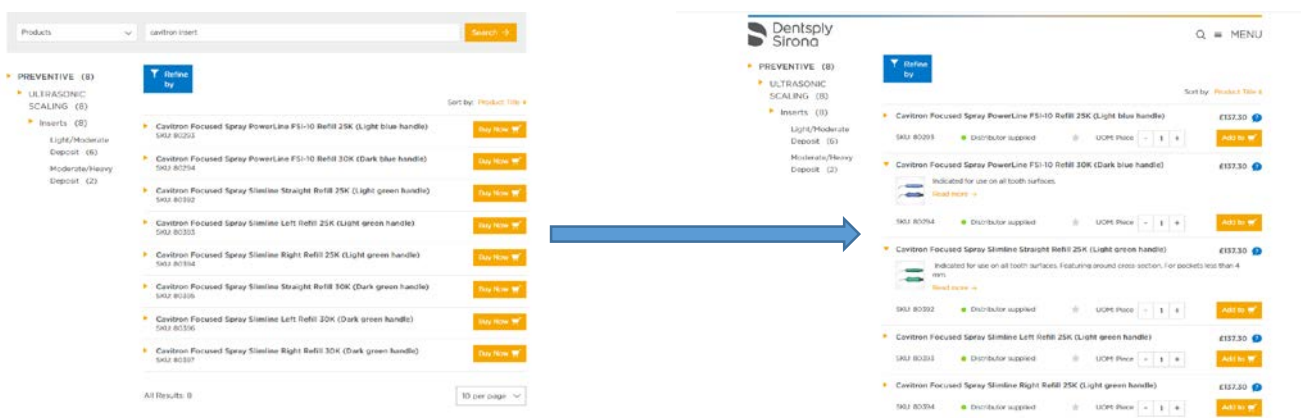 Products
cavitron insert
Search →
PREVENTIVE (8)
ULTRASONIC
SCALING (8)
Inserts (8)
Light/Moderate
Deposit (6)
Moderate/Heavy
Deposit (2)
Refine
by
Sort by: Product Title
Cavitron Focused Spray PowerLine FSI-10 Refill 25K (Light blue handle)
SKU: 80293
Buy Now
Cavitron Focused Spray PowerLine FSI-10 Refill 30K (Dark blue handle)
SKU: 80294
Buy Now
Cavitron Focused Spray Slimline Straight Refill 25K (Light green handle)
SKU: 80392
Buy Now
Cavitron Focused Spray Slimline Left Refill 25K (Light green handle)
SKU: 80393
Buy Now
Cavitron Focused Spray Slimline Right Refill 25K (Light green handle)
SKU: 80394
Buy Now
Cavitron Focused Spray Slimline Straight Refill 30K (Dark green handle)
SKU:
Buy Now
Cavitron Focused Spray Slimline Left Refill 30K (Dark green handle)
SKU: 80396
Buy Now
Cavitron Focused Spray Slimline Right Refill 30K (Dark green handle)
SKU: 80397
Buy Now
All Results: 8
10 per page
Dentsply
Sirona
MENU
PREVENTIVE (8)
ULTRASONIC
SCALING (8)
Inserts (8)
Light/Moderate
Deposit (6)
Moderate/Heavy
Deposit (2)
Refine
by
Sort by: Product Title
Cavitron Focused Spray PowerLine FSI-10 Refill 25K (Light blue handle) £137.30 ?
SKU: 80293 Distributor supplied UOM: Piece - 1 + Add to
Cavitron Focused Spray PowerLine FSI-10 Refill 30K (Dark blue handle) £137.30 ?
Indicated for use on all tooth surfaces.
Read more →
SKU: 80294 Distributor supplied UOM: Piece - 1 + Add to
Cavitron Focused Spray Slimline Straight Refill 25K (Light green handle) £137.30 ?
Indicated for use on all tooth surfaces. Featuring around cross section. For pockets less than 4
mm.
Read more →
SKU: 80392 Distributor supplied UOM: Piece - 1 + Add to
Cavitron Focused Spray Slimline Left Refill 25K (Light green handle) £137.30 ?
SKU: 80393 Distributor supplied UOM: Piece - 1 + Add to
Cavitron Focused Spray Slimline Right Refill 25K (Light green handle) £137.30 ?
SKU: 80394 Distributor supplied UOM: Piece - 1 + Add to